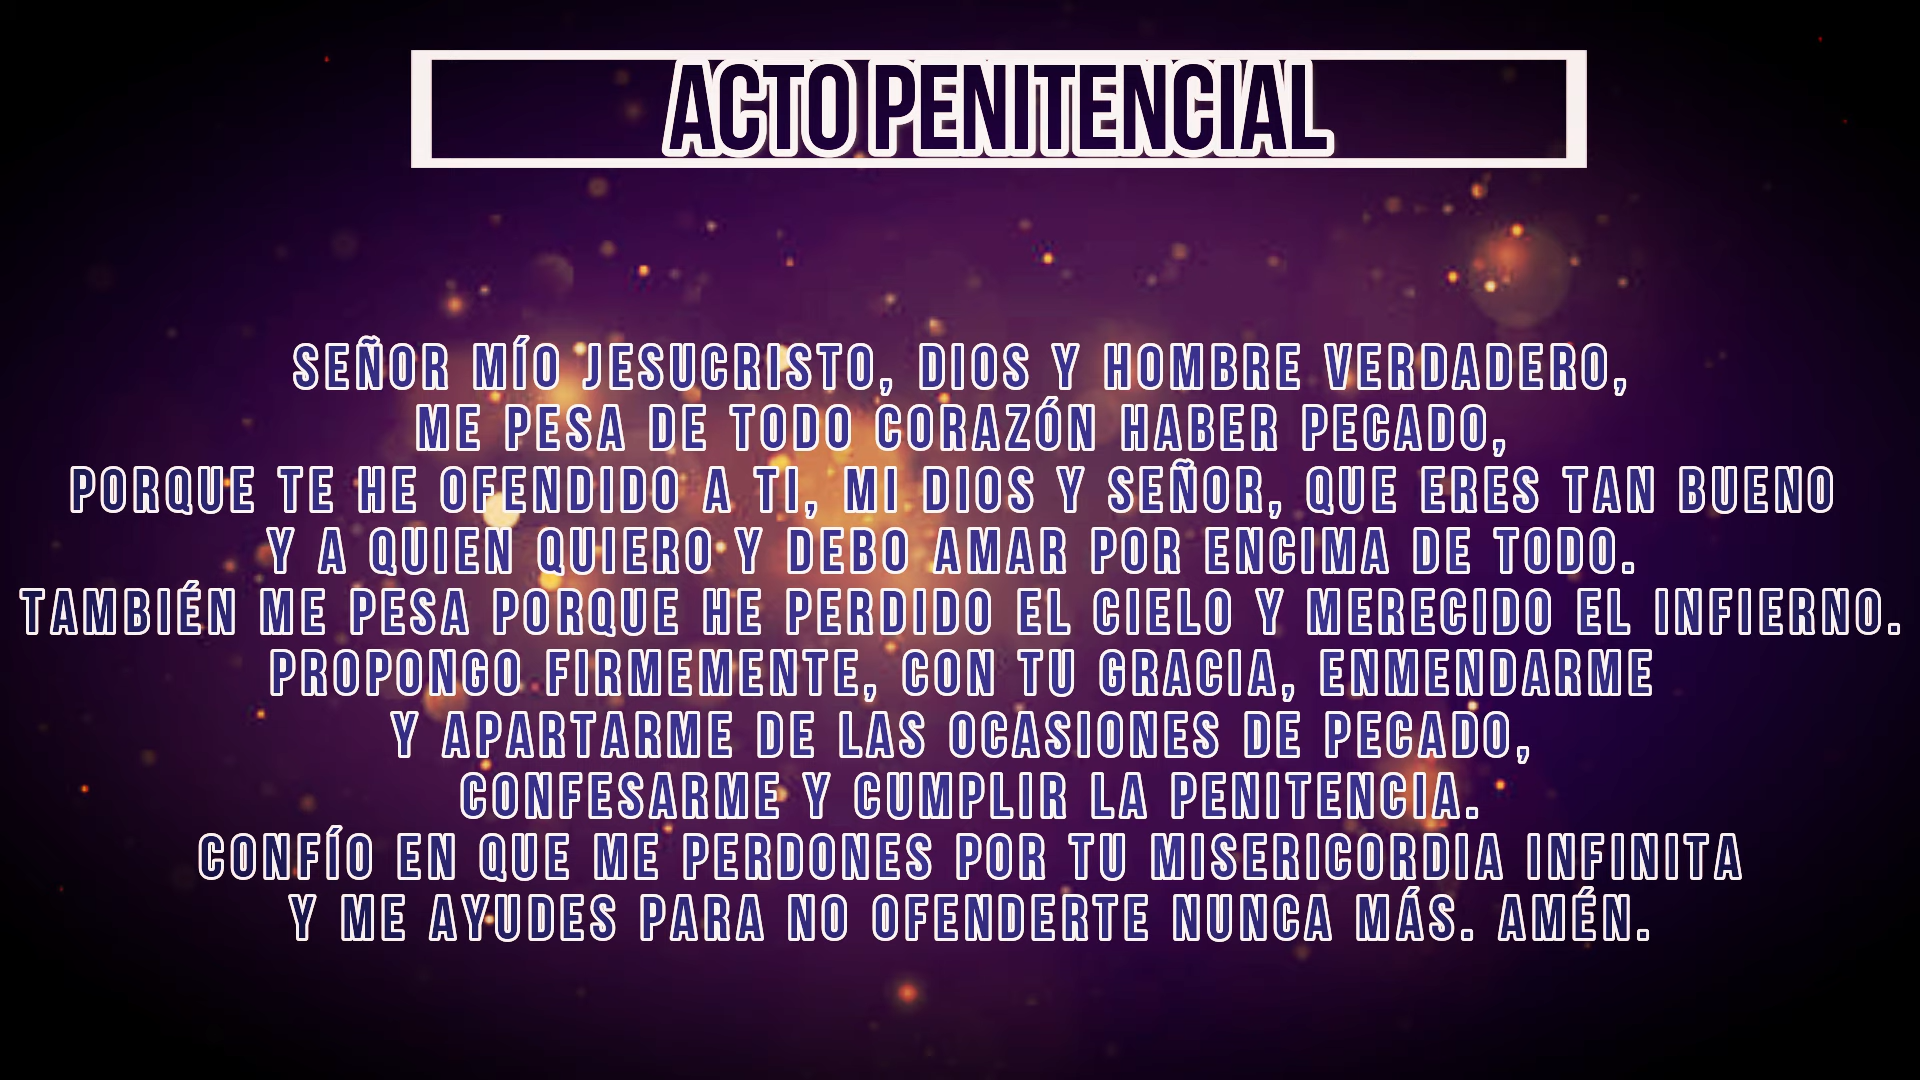 ACTO PENITENCIAL
SEÑOR MÍO JESUCRISTO, DIOS Y HOMBRE VERDADERO,
ME PESA DE TODO CORAZÓN HABER PECADO,
PORQUE TE HE OFENDIDO A TI, MI DIOS Y SEÑOR, QUE ERES TAN BUENO
Y A QUIEN QUIERO Y DEBO AMAR POR ENCIMA DE TODO.
TAMBIÉN ME PESA PORQUE HE PERDIDO EL CIELO Y MERECIDO EL INFIERNO.
PROPONGO FIRMEMENTE, CON TU GRACIA, ENMENDARME
Y APARTARME DE LAS OCASIONES DE PECADO,
CONFESARME Y CUMPLIR LA PENITENCIA.
CONFÍO EN QUE ME PERDONES POR TU MISERICORDIA INFINITA
Y ME AYUDES PARA NO OFENDERTE NUNCA MÁS. AMÉN.